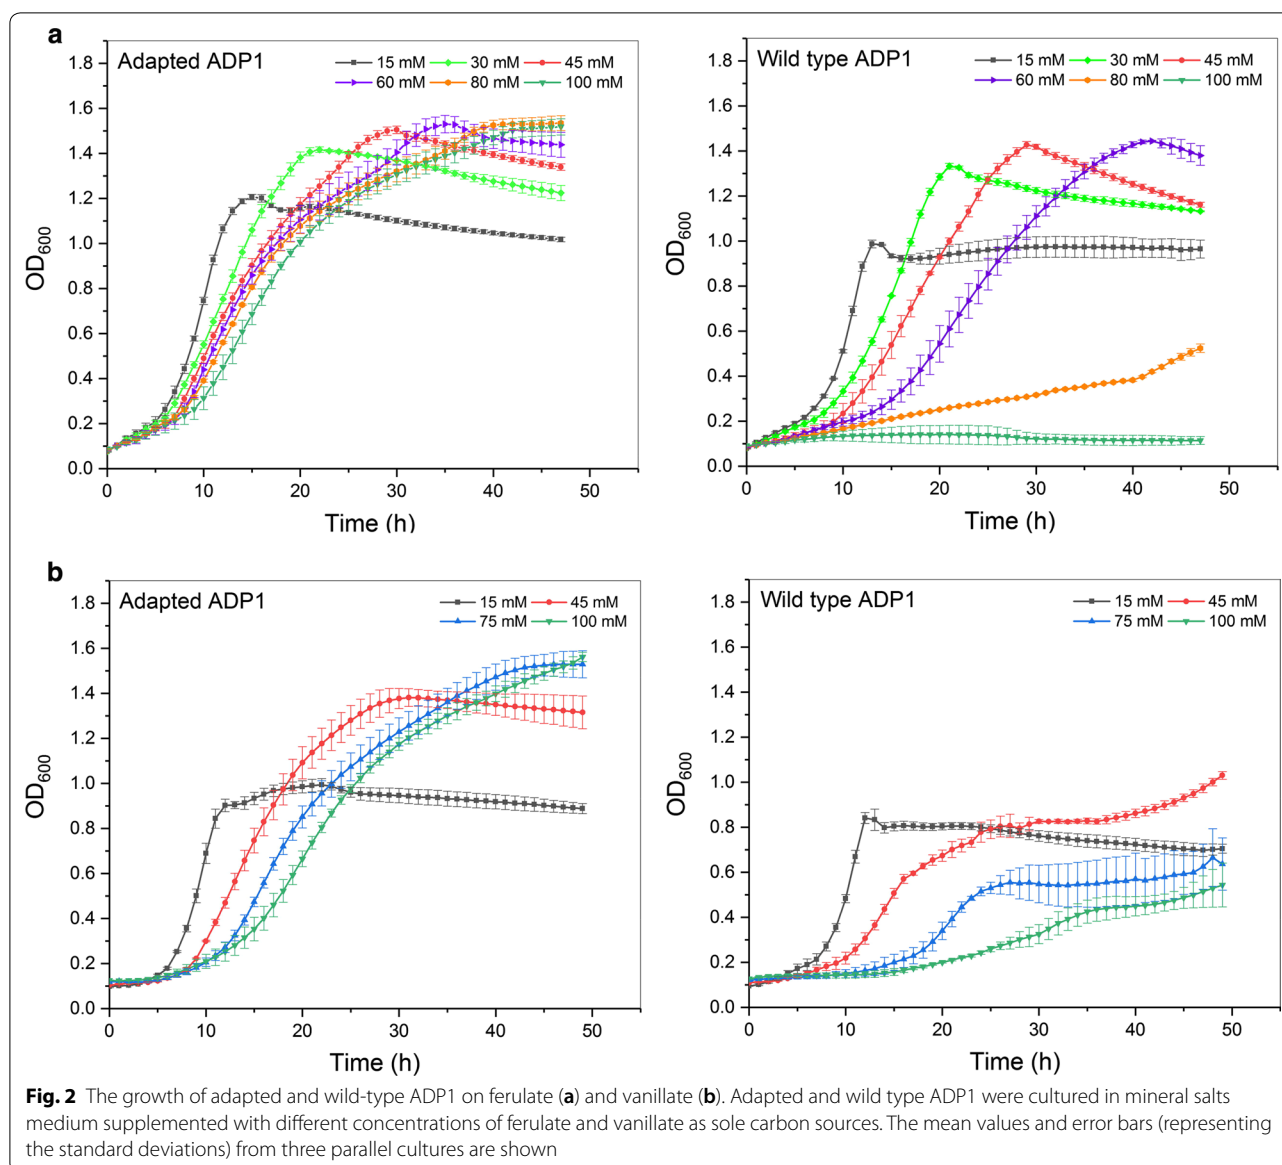 a
Adapted ADP1
15 mM 30 mM 45 mM
60 mM 80 mM 100 mM
OD600
1.8
1.6
1.4
1.2
1.0
0.8
0.6
0.4
0.2
0.0
0 10 20 30 40 50
Time (h)
Wild type ADP1
15 mM 30 mM 45 mM
60 mM 80 mM 100 mM
OD600
1.8
1.6
1.4
1.2
1.0
0.8
0.6
0.4
0.2
0.0
0 10 20 30 40 50
Time (h)
b
Adapted ADP1
15 mM 45 mM
75 mM 100 mM
OD600
1.8
1.6
1.4
1.2
1.0
0.8
0.6
0.4
0.2
0.0
0 10 20 30 40 50
Time (h)
Wild type ADP1
15 mM 45 mM
75 mM 100 mM
OD600
1.8
1.6
1.4
1.2
1.0
0.8
0.6
0.4
0.2
0.0
0 10 20 30 40 50
Time (h)
Fig. 2 The growth of adapted and wild-type ADP1 on ferulate (a) and vanillate (b). Adapted and wild type ADP1 were cultured in mineral salts
medium supplemented with different concentrations of ferulate and vanillate as sole carbon sources. The mean values and error bars (representing
the standard deviations) from three parallel cultures are shown